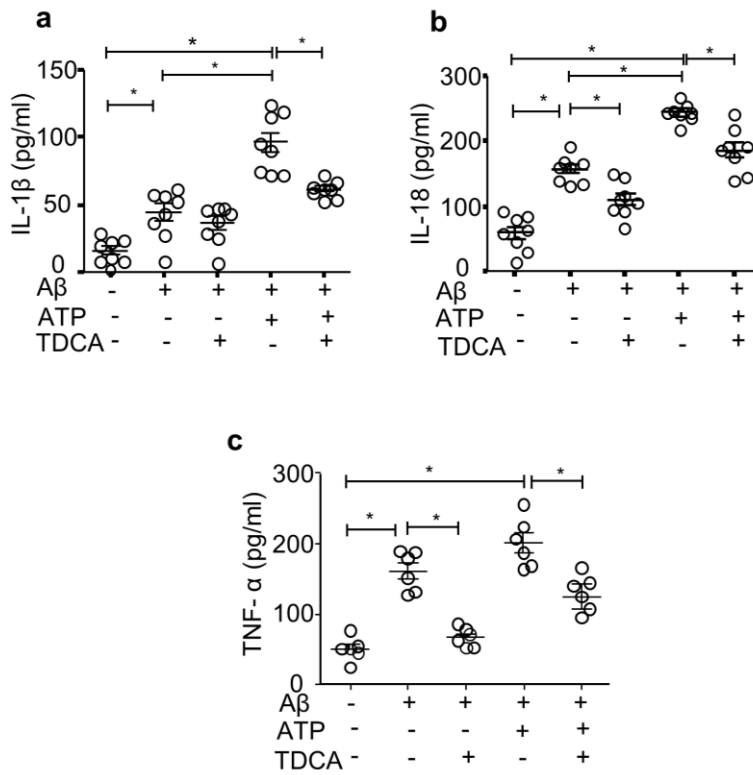 a
* *
* *
IL-1β (pg/ml)
150
100
50
0
Aβ - + + + +
ATP - - - + +
TDCA - - + - +
b
* *
*
* *
IL-18 (pg/ml)
300
200
100
0
Aβ - + + + +
ATP - - - + +
TDCA - - + - +
c
* *
* *
TNF- α (pg/ml)
300
200
100
0
Aβ - + + + +
ATP - - - + +
TDCA - - + - +